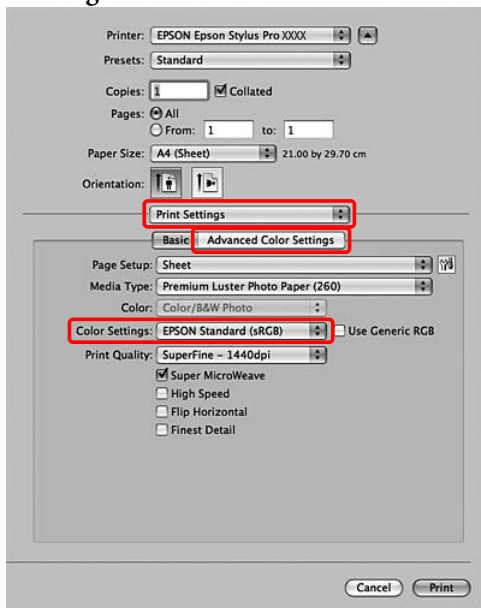 Printer: EPSON Epson Stylus Pro XXXX
Presets: Standard
Copies: 1 Collated
Pages: All
From: 1 to: 1
Paper Size: A4 (Sheet) 21.00 by 29.70 cm
Orientation:
Print Settings
Basic Advanced Color Settings
Page Setup: Sheet
Media Type: Premium Luster Photo Paper (260)
Color: Color/B&W Photo
Color Settings: EPSON Standard (sRGB) Use Generic RGB
Print Quality: SuperFine - 1440dpi
Super MicroWeave
High Speed
Flip Horizontal
Finest Detail
Cancel Print